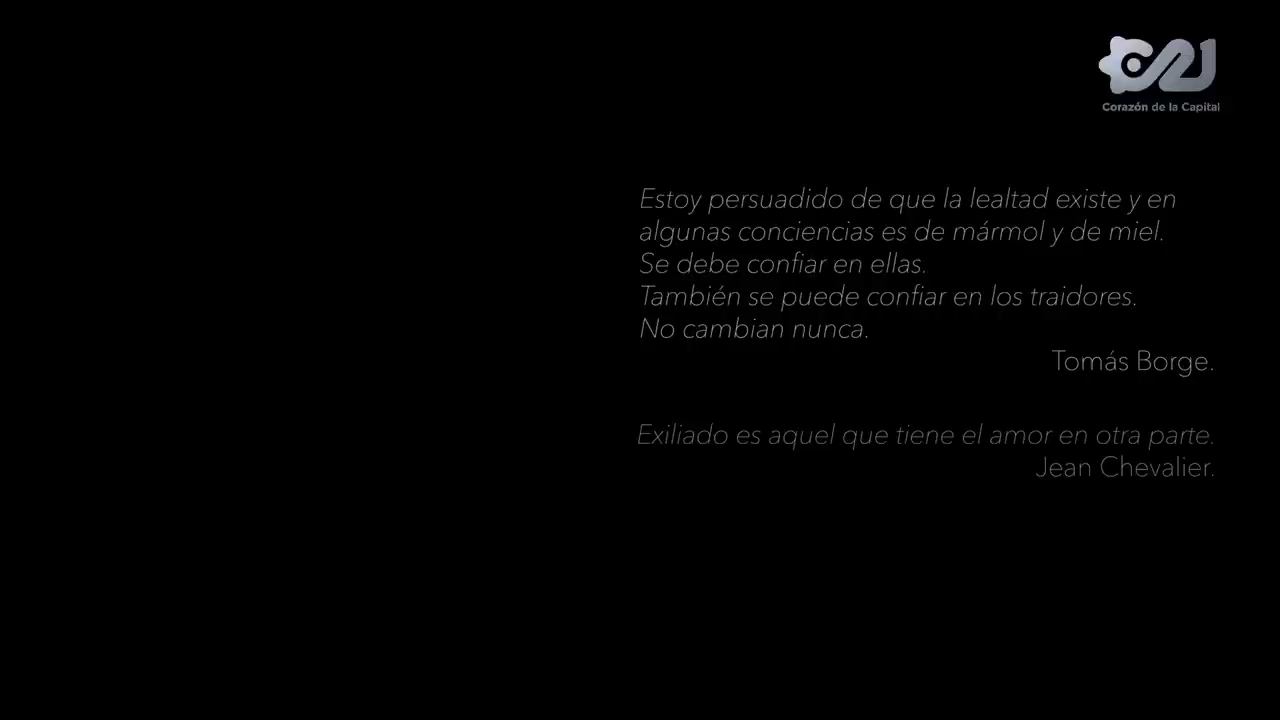 C21
Corazón de la Capital
Estoy persuadido de que la lealtad existe y en
algunas conciencias es de mármol y de miel.
Se debe confiar en ellas.
También se puede confiar en los traidores.
No cambian nunca.
Tomás Borge.
Exiliado es aquel que tiene el amor en otra parte.
Jean Chevalier.